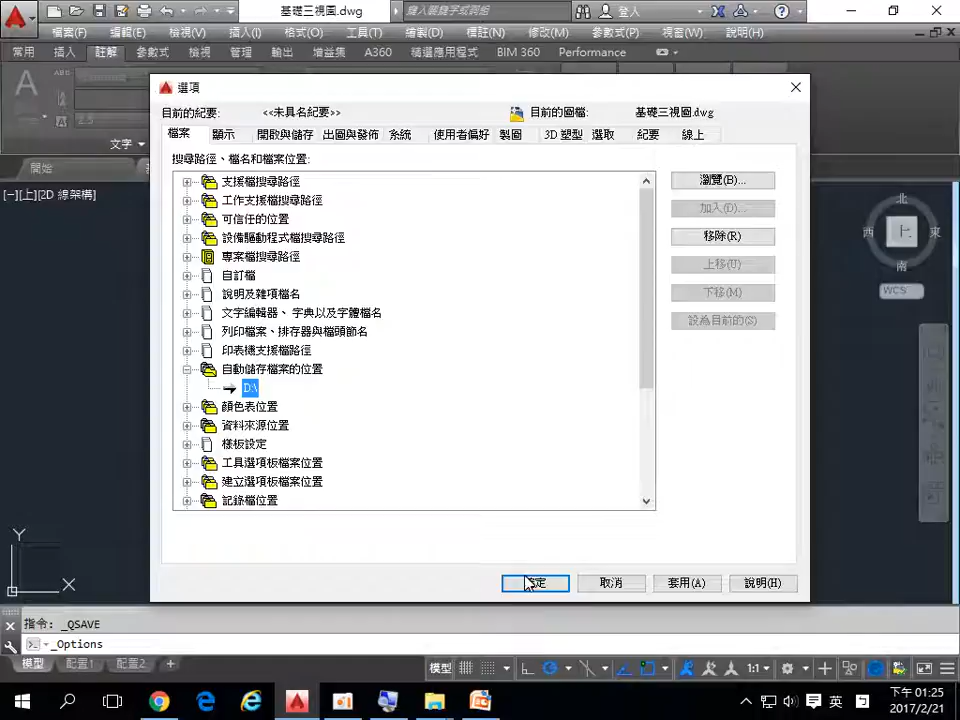 基礎三視圖.dwg
鍵入關鍵字或詞組
登入
檔案(F) 編輯(E) 檢視(V) 插入(I) 格式(O) 工具(T) 繪製(D) 標註(N) 修改(M) 參數式(P) 視窗(W) 說明(H)
常用 插入 註解 參數式 檢視 管理 輸出 增益集 A360 精選應用程式 BIM 360 Performance
文字
開始
[−][上][2D 線架構]
選項
目前的紀要: <<未具名紀要>> 目前的圖檔: 基礎三視圖.dwg
檔案 顯示 開啟與儲存 出圖與發佈 系統 使用者偏好 製圖 3D 塑型 選取 紀要 線上
搜尋路徑、檔名和檔案位置:
支援檔搜尋路徑
工作支援檔搜尋路徑
可信任的位置
設備驅動程式檔搜尋路徑
專案檔搜尋路徑
自訂檔
說明及雜項檔名
文字編輯器、字典以及字體檔名
列印檔案、排存器與檔頭節名
印表機支援檔路徑
自動儲存檔案的位置
D:\
顏色表位置
資料來源位置
樣板設定
工具選項板檔案位置
建立選項板檔案位置
記錄檔位置
瀏覽(B)...
加入(D)...
移除(R)
上移(U)
下移(M)
設為目前的(S)
確定 取消 套用(A) 說明(H)
北
西 上 東
南
WCS
Y
X
指令: _QSAVE
_Options
模型 配置1 配置2 +
模型 1:1
英
下午 01:25
2017/2/21